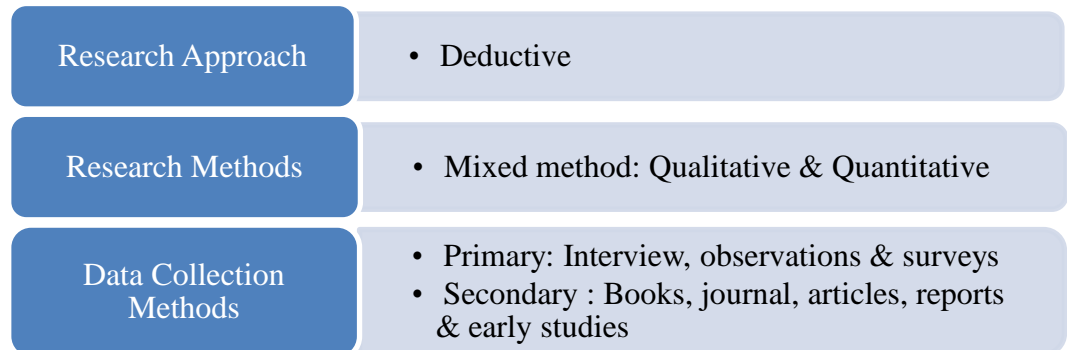 Research Approach
• Deductive
Research Methods
• Mixed method: Qualitative & Quantitative
Data Collection
Methods
• Primary: Interview, observations & surveys
• Secondary : Books, journal, articles, reports
& early studies